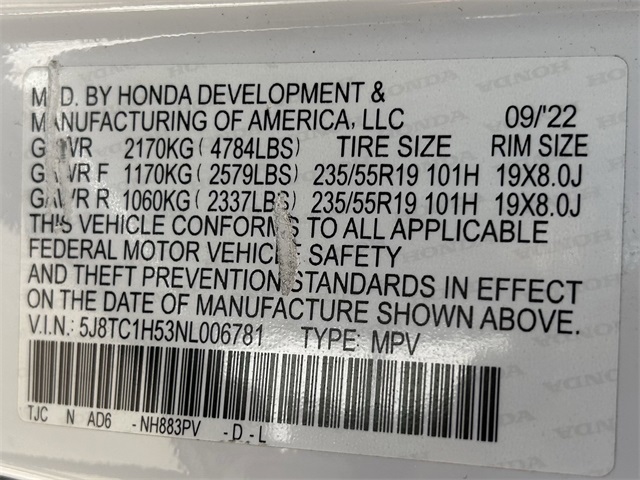 MFD. BY HONDA DEVELOPMENT &
MANUFACTURING OF AMERICA, LLC 09/'22
GVWR 2170KG (4784LBS) TIRE SIZE RIM SIZE
GAWR F 1170KG (2579LBS) 235/55R19 101H 19X8.0J
GAWR R 1060KG (2337LBS) 235/55R19 101H 19X8.0J
THIS VEHICLE CONFORMS TO ALL APPLICABLE
FEDERAL MOTOR VEHICLE SAFETY
AND THEFT PREVENTION STANDARDS IN EFFECT
ON THE DATE OF MANUFACTURE SHOWN ABOVE.
V.I.N.: 5J8TC1H53NL006781 TYPE: MPV
TJC N AD6 -NH883PV -D-L